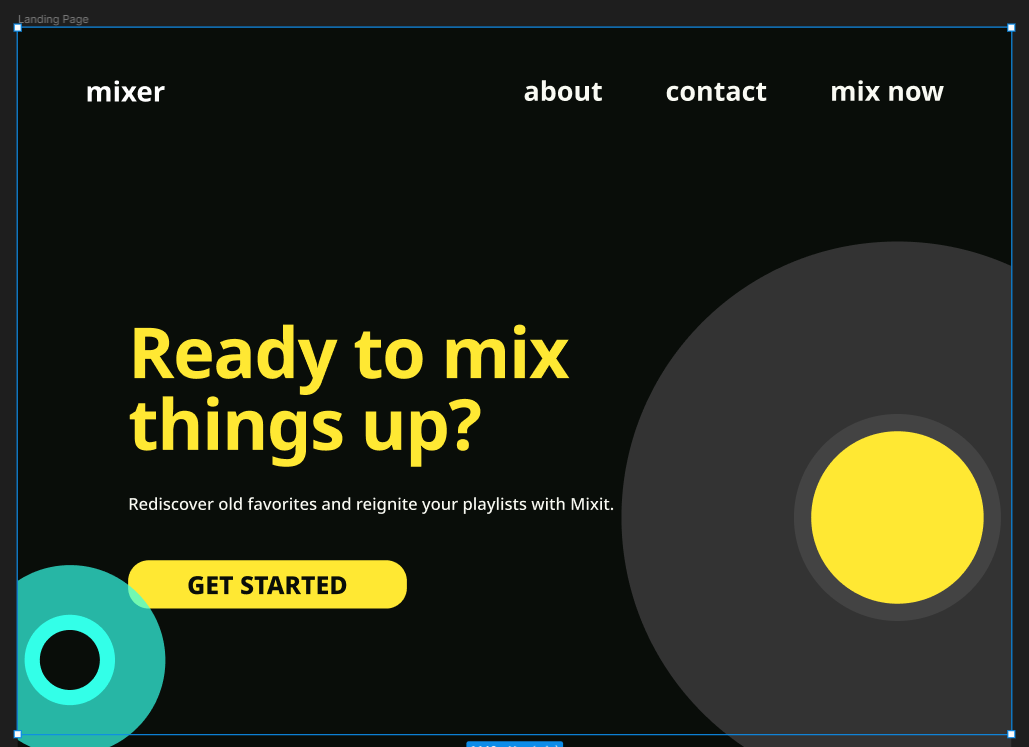 Landing Page
mixer
about contact mix now
Ready to mix
things up?
Rediscover old favorites and reignite your playlists with Mixit.
GET STARTED